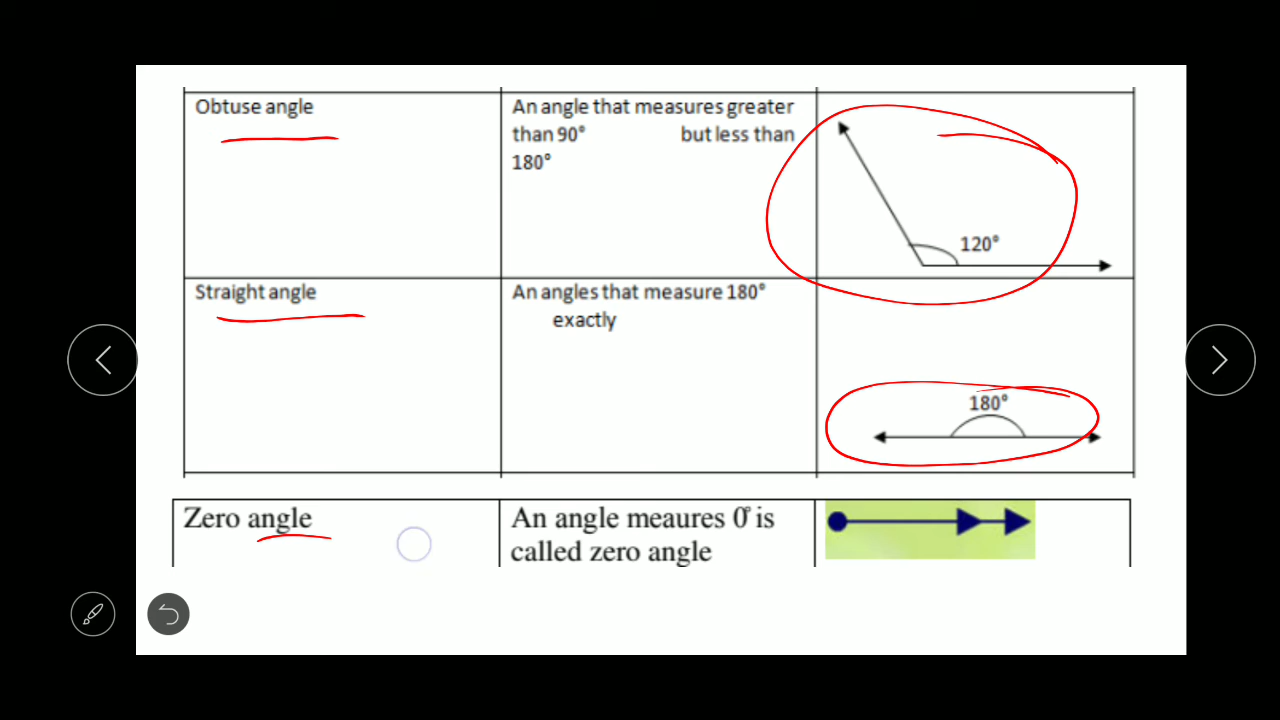 Obtuse angle
An angle that measures greater
than 90° but less than
180°
120°
Straight angle
An angles that measure 180°
exactly
180°
Zero angle
An angle meaures 0° is
called zero angle